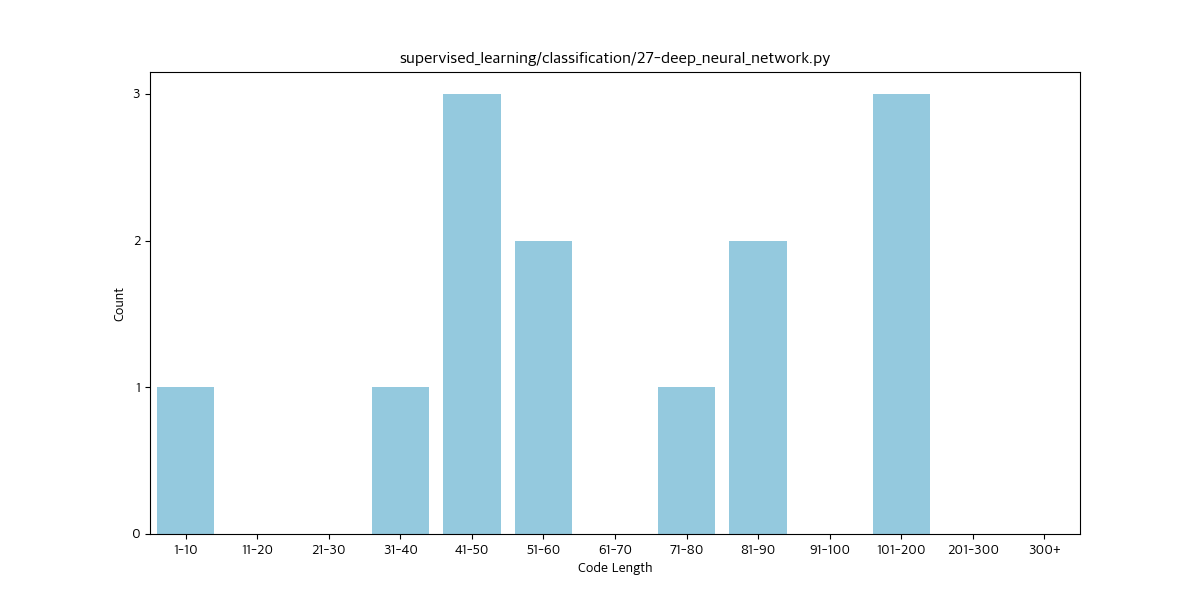 supervised_learning/classification/27-deep_neural_network.py
3
2
1
0
Count
1-10 11-20 21-30 31-40 41-50 51-60 61-70 71-80 81-90 91-100 101-200 201-300 300+
Code Length